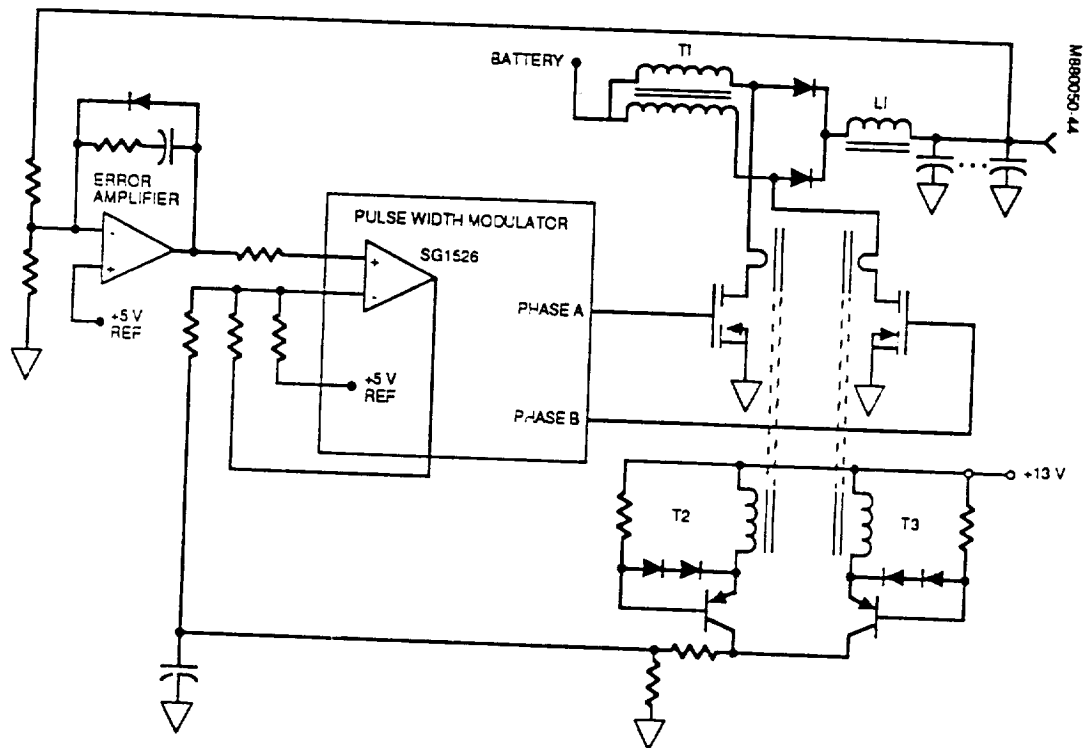 M880050-44
BATTERY
T1
L1
ERROR
AMPLIFIER
-
+
+5 V
REF
PULSE WIDTH MODULATOR
SG1526
+
-
+5 V
REF
PHASE A
PHASE B
+13 V
T2
T3